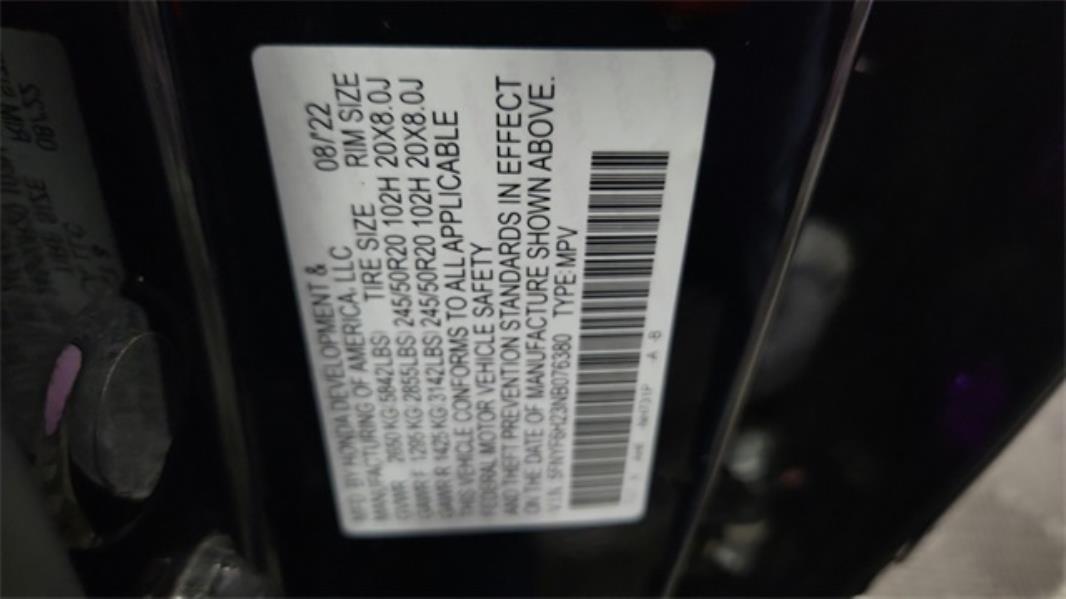 MFD BY HONDA DEVELOPMENT &
MANUFACTURING OF AMERICA, LLC 08/'22
GVWR 2650 KG 5842LBS TIRE SIZE RIM SIZE
GAWR F 1295 KG 2855LBS 245/50R20 102H 20X8.0J
GAWR R 1425 KG 3142LBS 245/50R20 102H 20X8.0J
THIS VEHICLE CONFORMS TO ALL APPLICABLE
FEDERAL MOTOR VEHICLE SAFETY
AND THEFT PREVENTION STANDARDS IN EFFECT
ON THE DATE OF MANUFACTURE SHOWN ABOVE.
V.I.N. 5FNYF6H23NB076380 TYPE: MPV